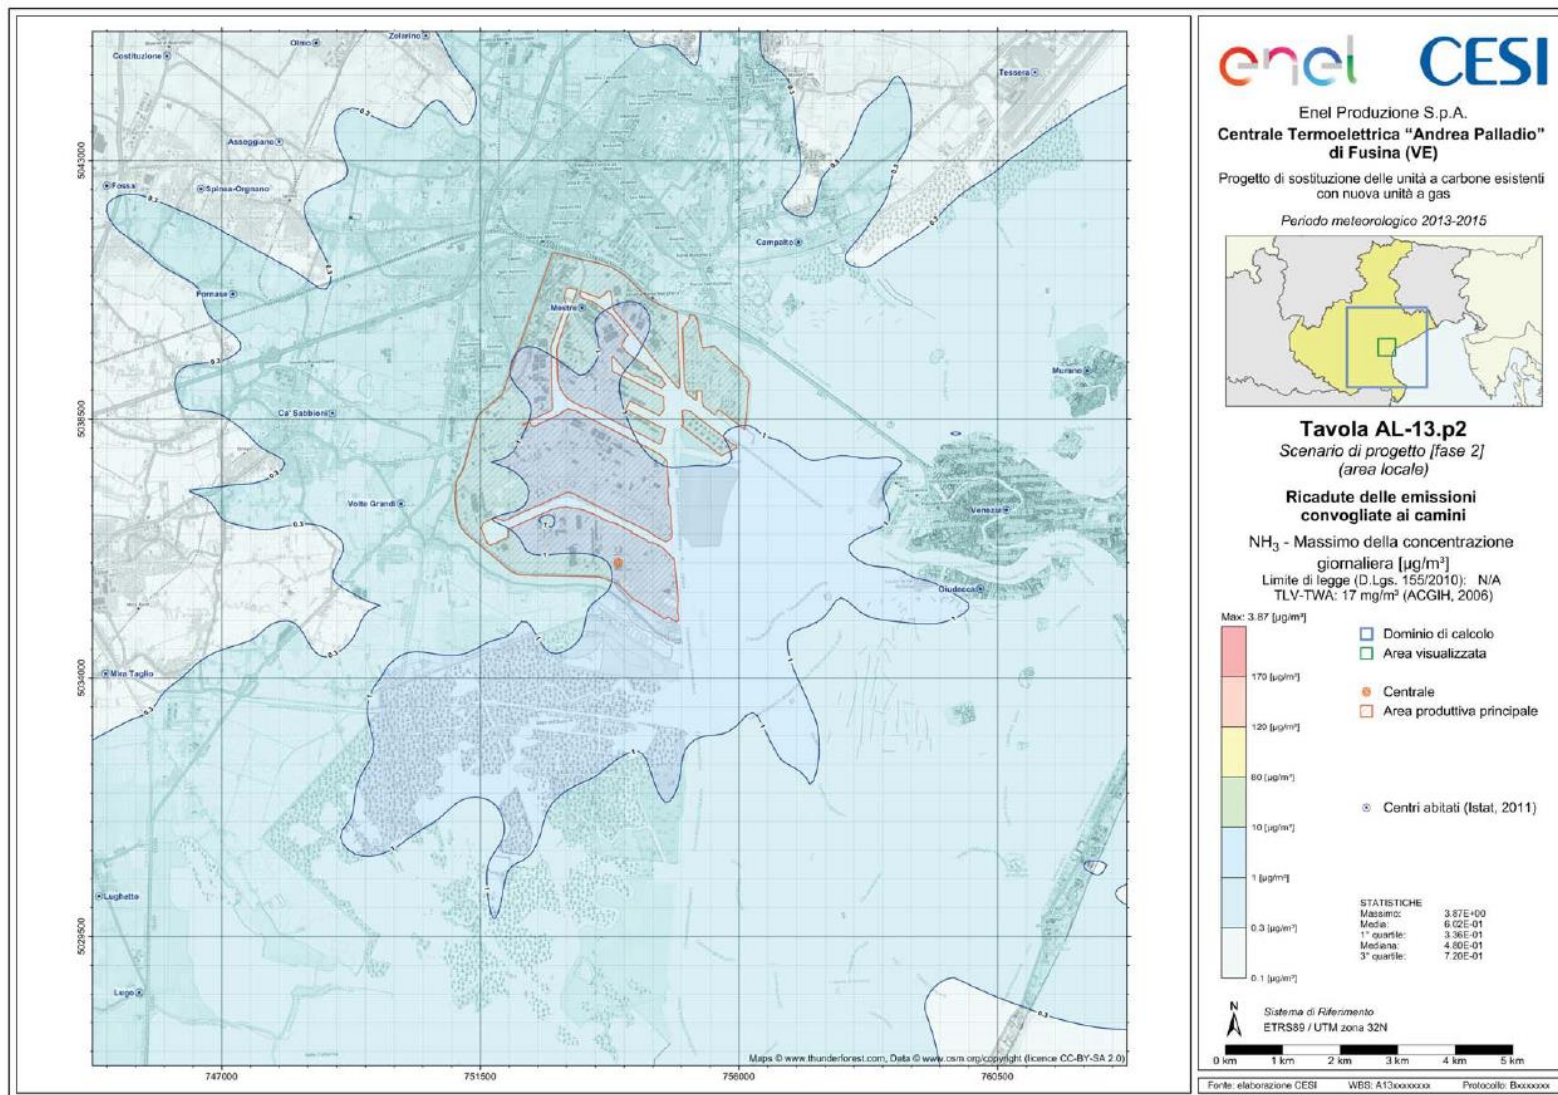 Costituzione
Olmo
Zelarino
Tessera
Asseggiano
Spinea-Orgnano
Fossa
Campalto
Fornase
Mestre
Murano
Ca' Sabbioni
Volte Grandi
Venezia
Giudecca
Mira Taglio
Lughetto
Lugo
5043000
5038500
5034000
5029500
747000
751500
756000
760500
Maps © www.thunderforest.com, Data © www.osm.org/copyright (licence CC-BY-SA 2.0)
enel CESI
Enel Produzione S.p.A.
Centrale Termoelettrica “Andrea Palladio”
di Fusina (VE)
Progetto di sostituzione delle unità a carbone esistenti
con nuova unità a gas
Periodo meteorologico 2013-2015
Tavola AL-13.p2
Scenario di progetto [fase 2]
(area locale)
Ricadute delle emissioni
convogliate ai camini
NH3 - Massimo della concentrazione
giornaliera [µg/m³]
Limite di legge (D.Lgs. 155/2010): N/A
TLV-TWA: 17 mg/m³ (ACGIH, 2006)
Max: 3.87 [µg/m³]
170 [µg/m³]
120 [µg/m³]
80 [µg/m³]
10 [µg/m³]
1 [µg/m³]
0.3 [µg/m³]
0.1 [µg/m³]
Dominio di calcolo
Area visualizzata
Centrale
Area produttiva principale
Centri abitati (Istat, 2011)
STATISTICHE
Massimo: 3.87E+00
Media: 6.02E-01
1° quartile: 3.36E-01
Mediana: 4.80E-01
3° quartile: 7.20E-01
N
Sistema di Riferimento
ETRS89 / UTM zona 32N
0 km 1 km 2 km 3 km 4 km 5 km
Fonte: elaborazione CESI WBS: A13xxxxxxxx Protocollo: Bxxxxxxx